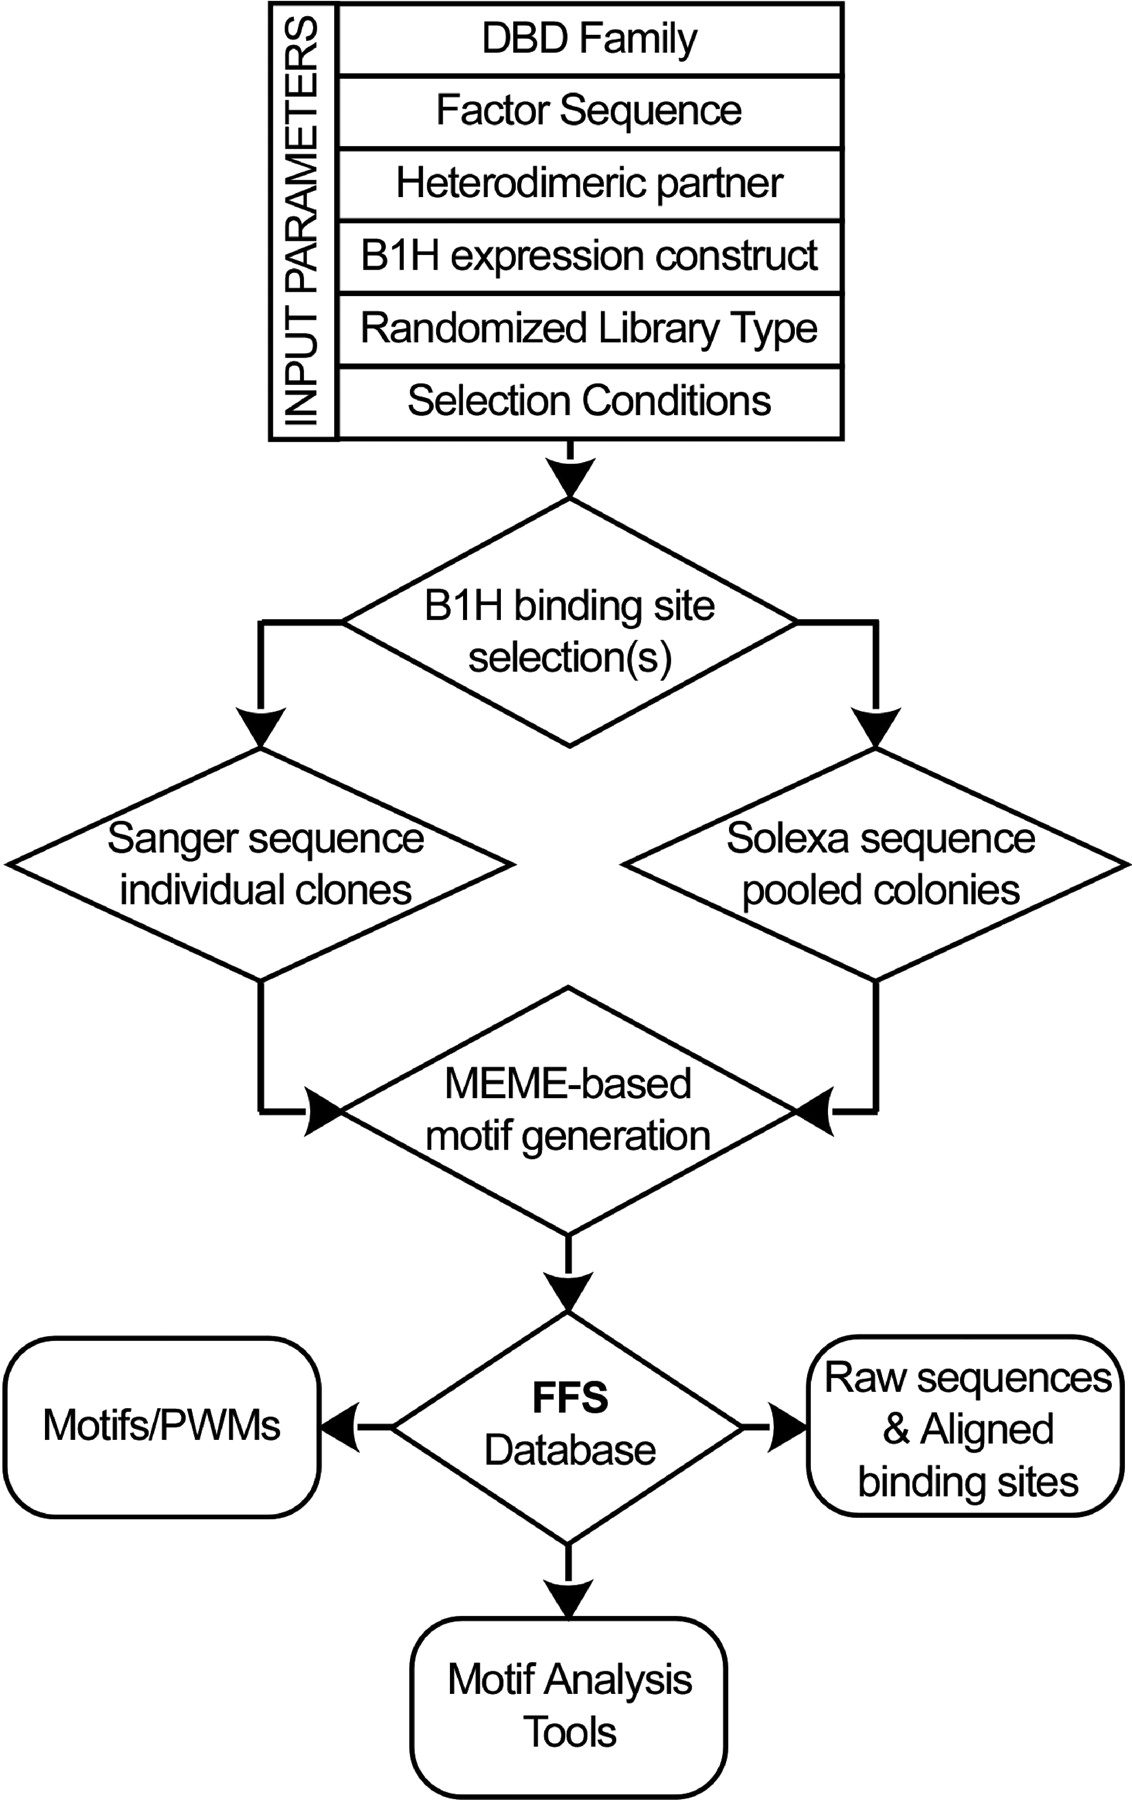 INPUT PARAMETERS
DBD Family
Factor Sequence
Heterodimeric partner
B1H expression construct
Randomized Library Type
Selection Conditions
B1H binding site
selection(s)
Sanger sequence
individual clones
Solexa sequence
pooled colonies
MEME-based
motif generation
Motifs/PWMs
FFS
Database
Raw sequences
& Aligned
binding sites
Motif Analysis
Tools